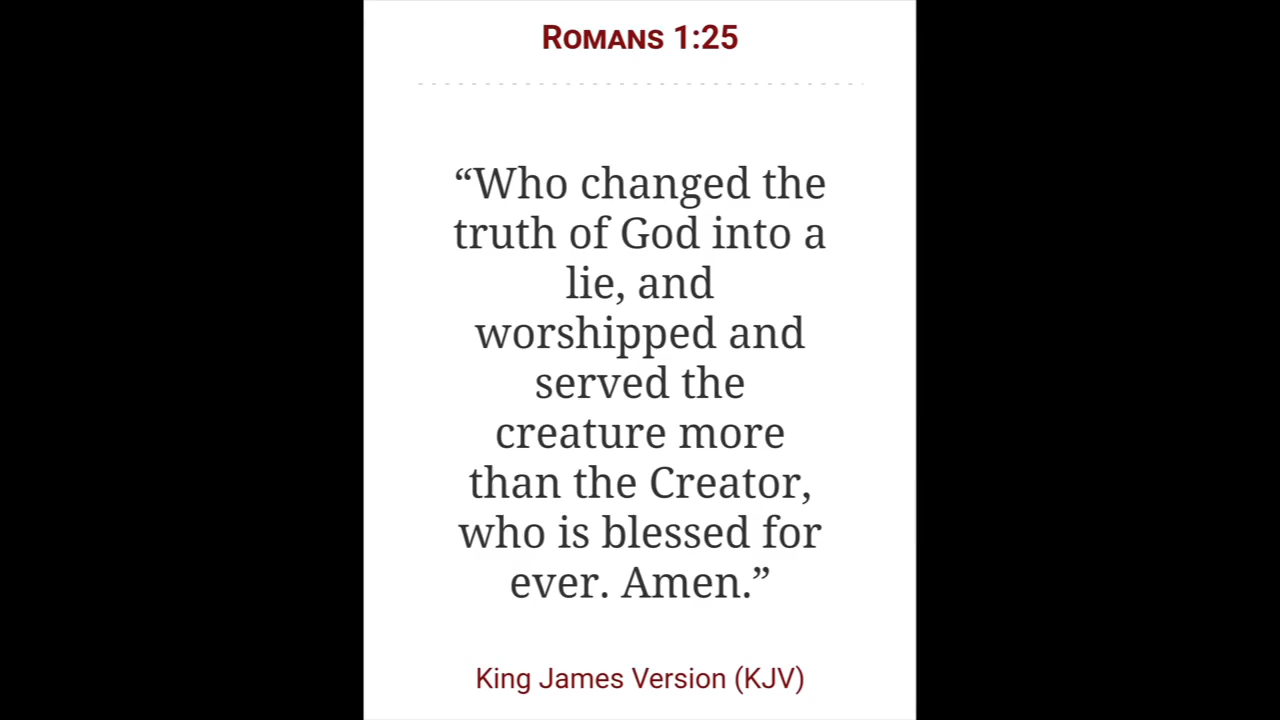 Romans 1:25
“Who changed the
truth of God into a
lie, and
worshipped and
served the
creature more
than the Creator,
who is blessed for
ever. Amen.”
King James Version (KJV)